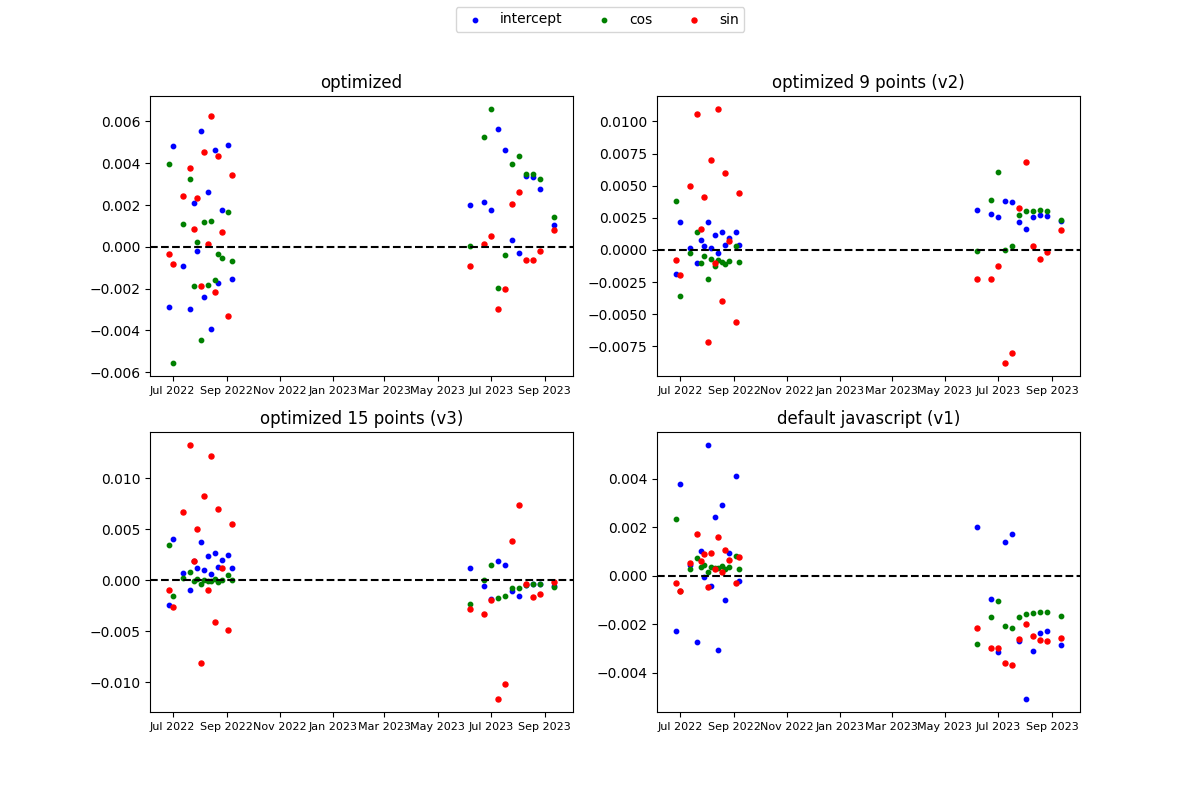 intercept cos sin
optimized
0.006
0.004
0.002
0.000
−0.002
−0.004
−0.006
Jul 2022 Sep 2022 Nov 2022 Jan 2023 Mar 2023 May 2023 Jul 2023 Sep 2023
optimized 9 points (v2)
0.0100
0.0075
0.0050
0.0025
0.0000
−0.0025
−0.0050
−0.0075
Jul 2022 Sep 2022 Nov 2022 Jan 2023 Mar 2023 May 2023 Jul 2023 Sep 2023
optimized 15 points (v3)
0.010
0.005
0.000
−0.005
−0.010
Jul 2022 Sep 2022 Nov 2022 Jan 2023 Mar 2023 May 2023 Jul 2023 Sep 2023
default javascript (v1)
0.004
0.002
0.000
−0.002
−0.004
Jul 2022 Sep 2022 Nov 2022 Jan 2023 Mar 2023 May 2023 Jul 2023 Sep 2023